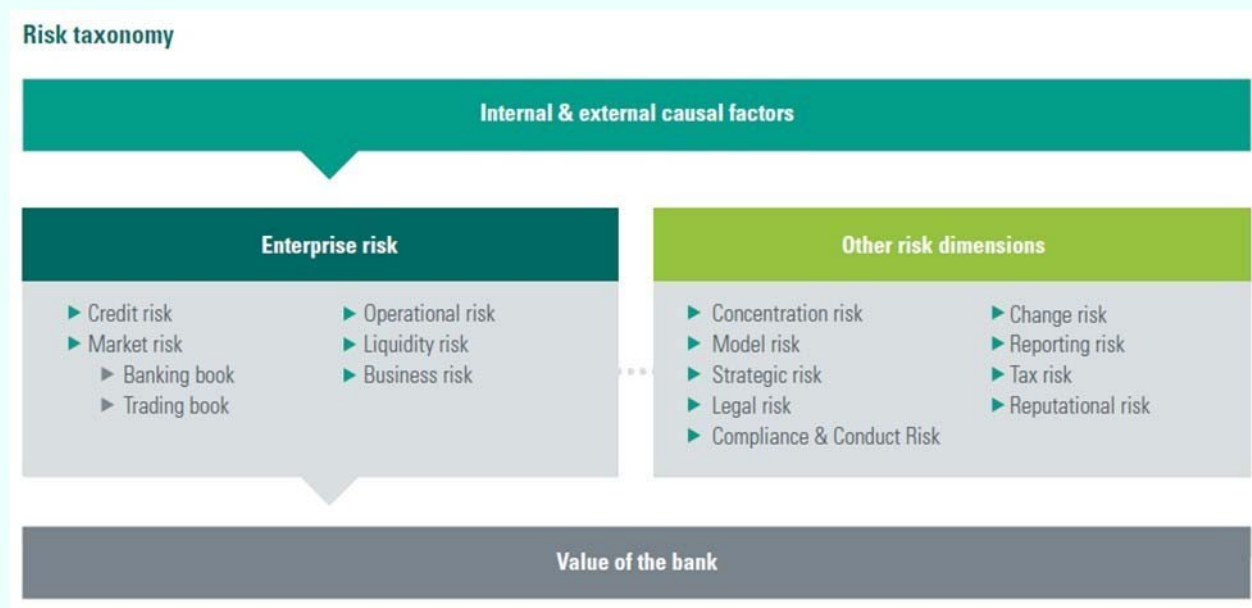 Risk taxonomy
Internal & external causal factors
Enterprise risk
Credit risk
Market risk
Banking book
Trading book
Operational risk
Liquidity risk
Business risk
Other risk dimensions
Concentration risk
Model risk
Strategic risk
Legal risk
Compliance & Conduct Risk
Change risk
Reporting risk
Tax risk
Reputational risk
Value of the bank